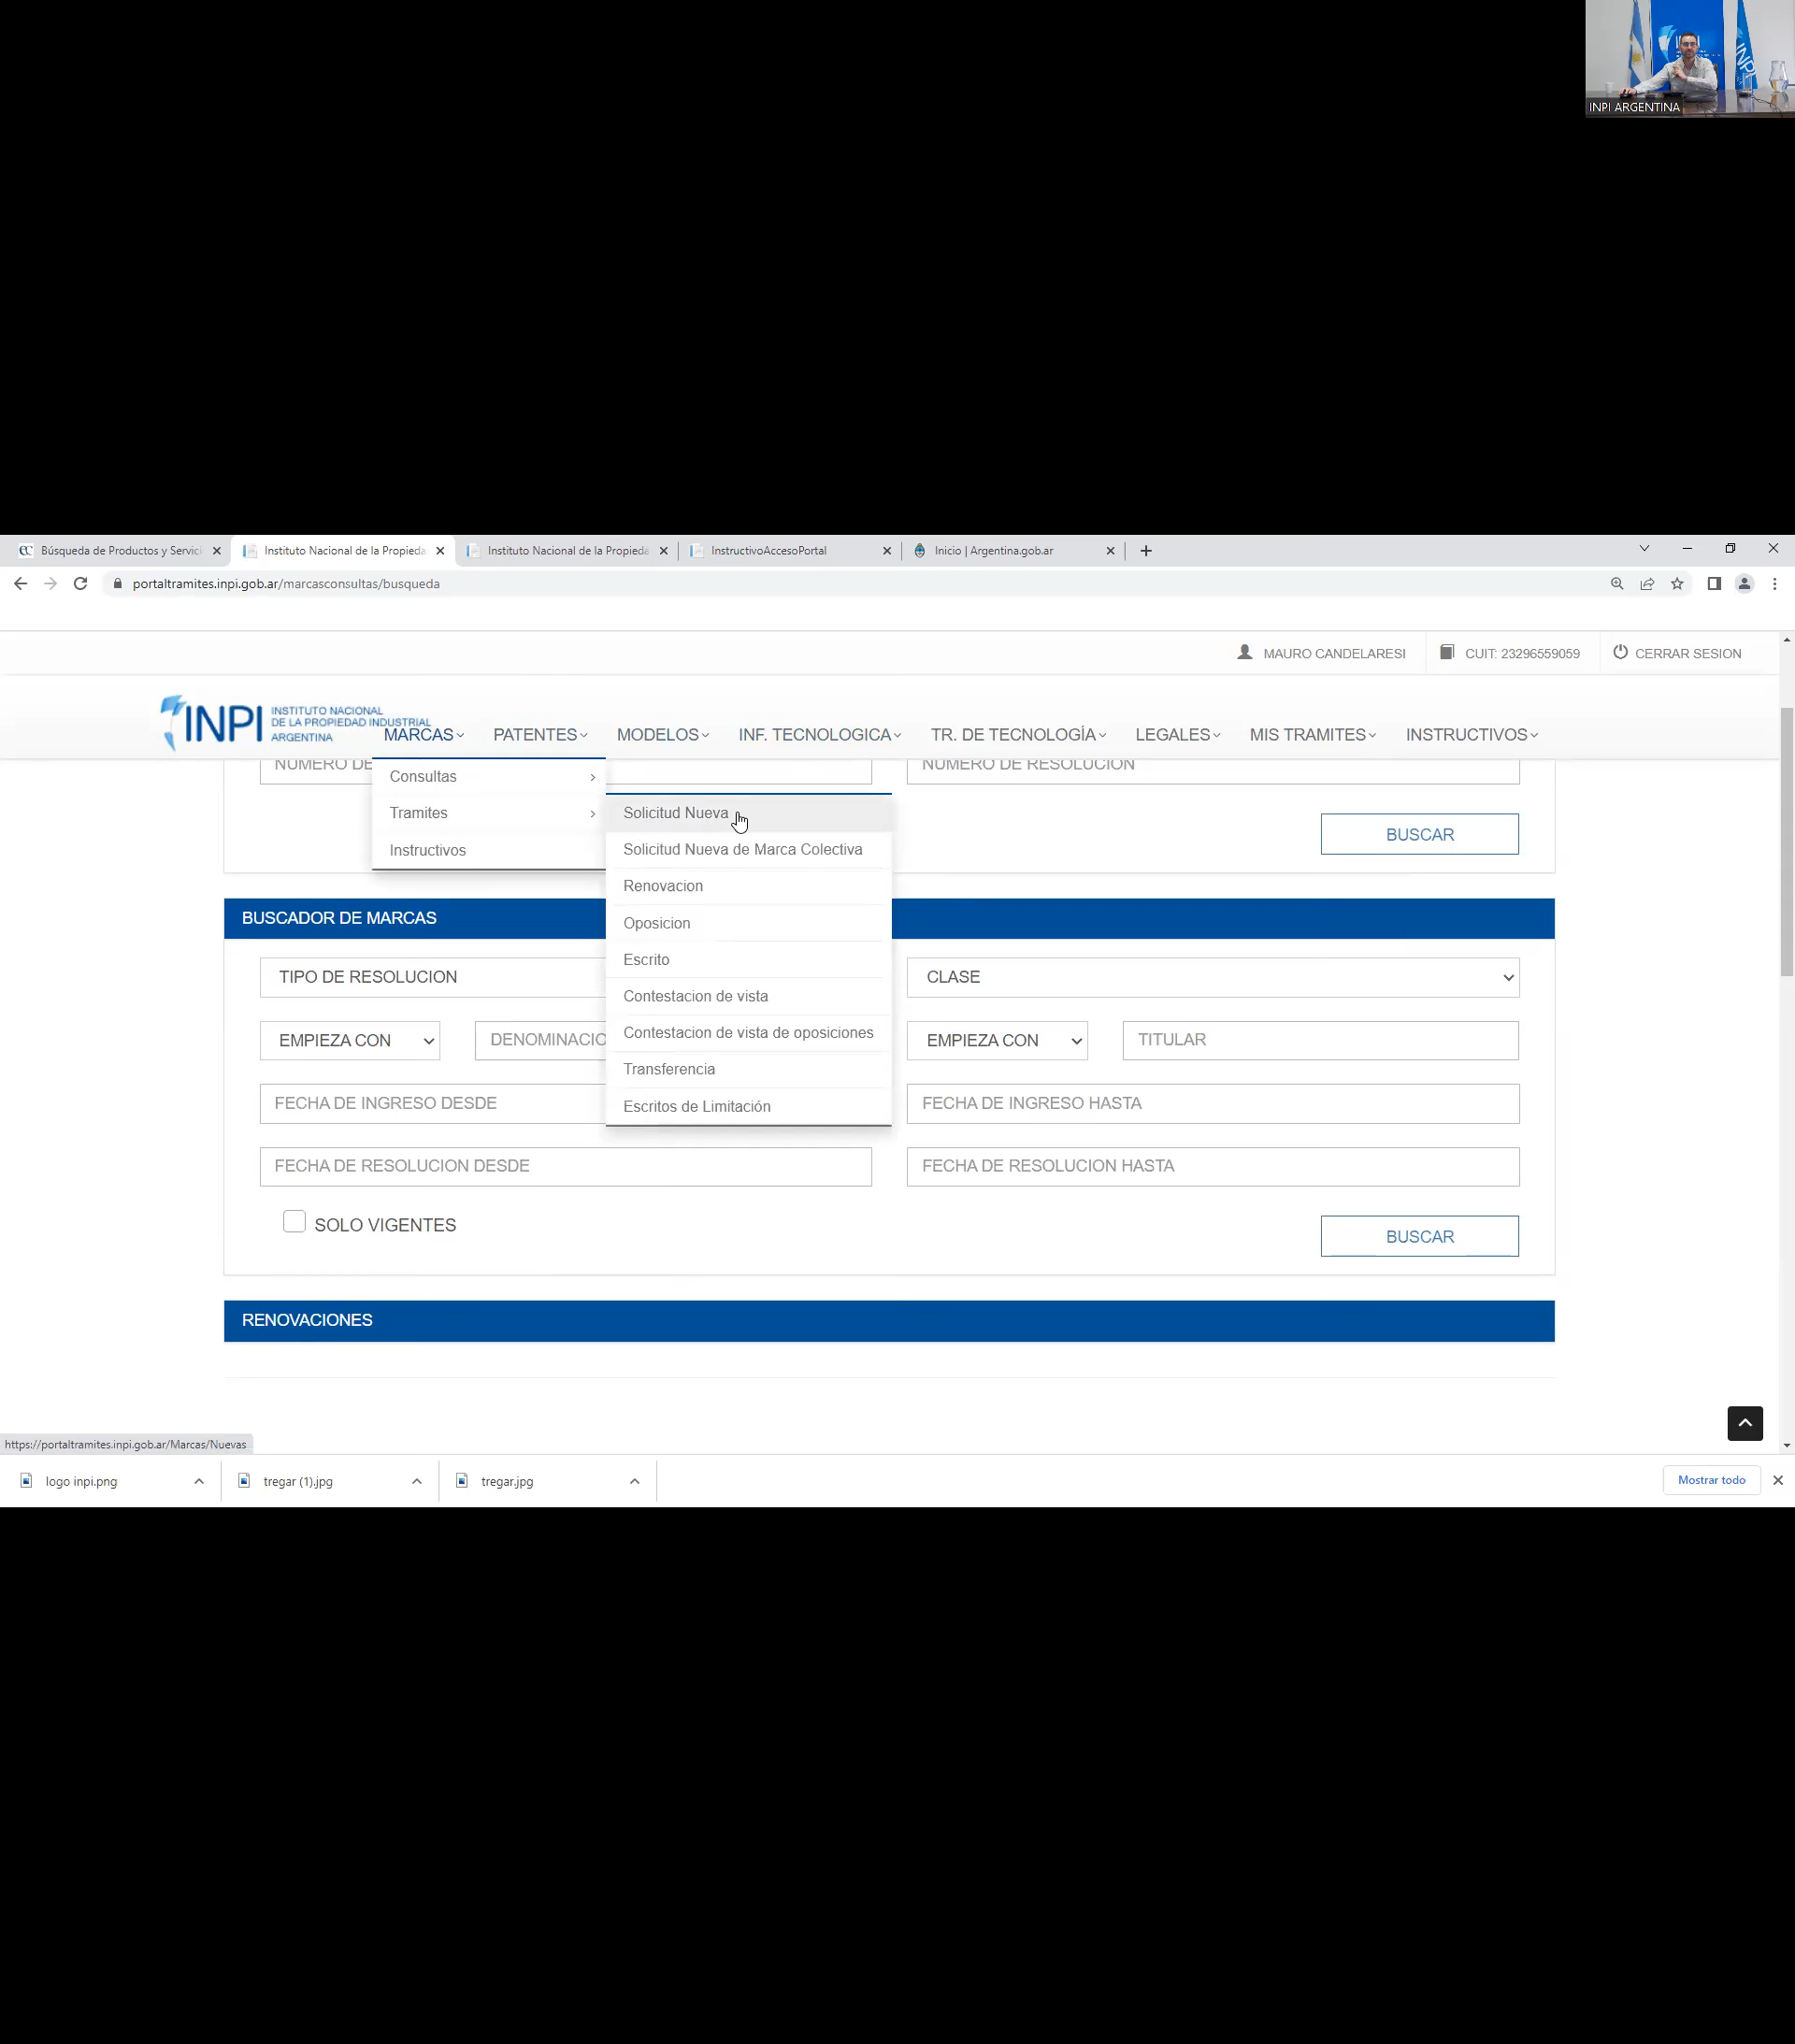 INPI
INPI
INPI ARGENTINA
Búsqueda de Productos y Servici
Instituto Nacional de la Propieda
Instituto Nacional de la Propieda
InstructivoAccesoPortal
Inicio | Argentina.gob.ar
portaltramites.inpi.gob.ar/marcasconsultas/busqueda
MAURO CANDELARESI
CUIT: 23296559059
CERRAR SESION
INPI
INSTITUTO NACIONAL
DE LA PROPIEDAD INDUSTRIAL
ARGENTINA
MARCAS
PATENTES
MODELOS
INF. TECNOLOGICA
TR. DE TECNOLOGÍA
LEGALES
MIS TRAMITES
INSTRUCTIVOS
NUMERO DE
NUMERO DE RESOLUCION
Consultas
Tramites
Instructivos
Solicitud Nueva
Solicitud Nueva de Marca Colectiva
Renovacion
Oposicion
Escrito
Contestacion de vista
Contestacion de vista de oposiciones
Transferencia
Escritos de Limitación
BUSCAR
BUSCADOR DE MARCAS
TIPO DE RESOLUCION
CLASE
EMPIEZA CON
DENOMINACIO
EMPIEZA CON
TITULAR
FECHA DE INGRESO DESDE
FECHA DE INGRESO HASTA
FECHA DE RESOLUCION DESDE
FECHA DE RESOLUCION HASTA
SOLO VIGENTES
BUSCAR
RENOVACIONES
https://portaltramites.inpi.gob.ar/Marcas/Nuevas
logo inpi.png
tregar (1).jpg
tregar.jpg
Mostrar todo